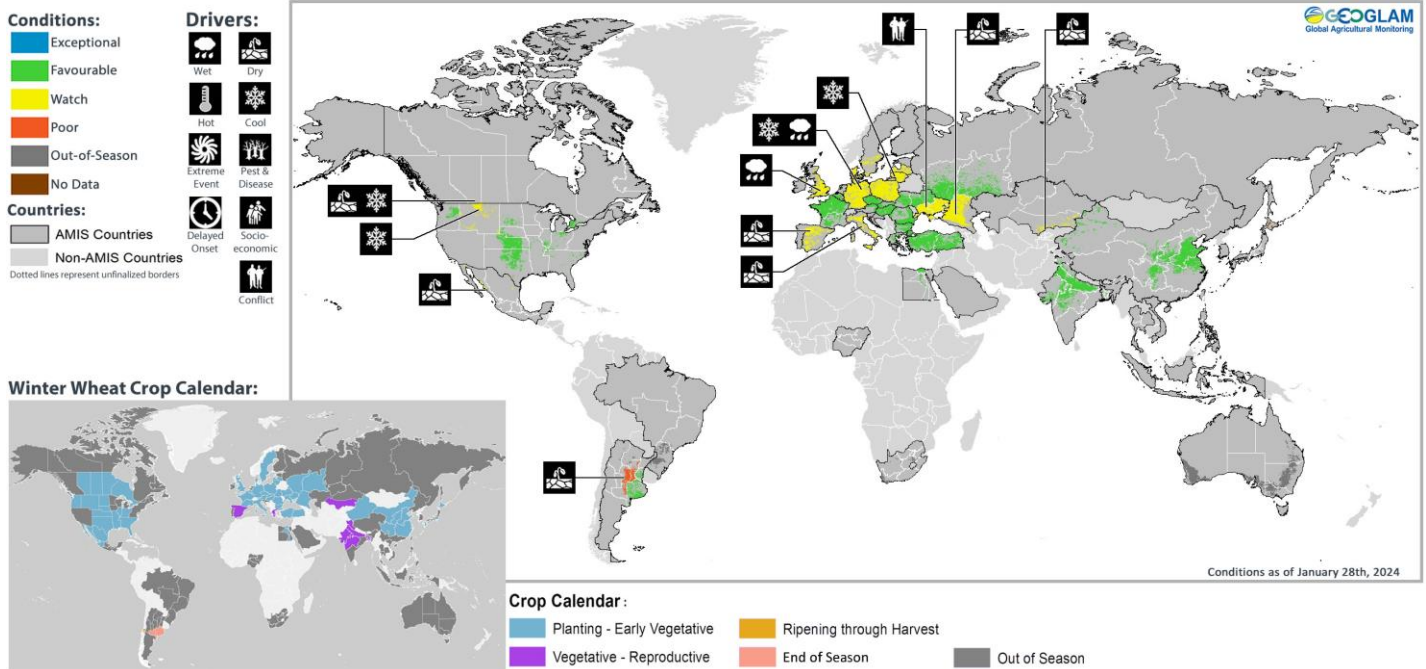 Conditions:
Exceptional
Favourable
Watch
Poor
Out-of-Season
No Data
Countries:
AMIS Countries
Non-AMIS Countries
Dotted lines represent unfinalized borders
Drivers:
Wet
Dry
Hot
Cool
Extreme
Event
Pest &
Disease
Delayed
Onset
Socio-
economic
Conflict
GEOGLAM
Global Agricultural Monitoring
Conditions as of January 28th, 2024
Winter Wheat Crop Calendar:
Crop Calendar :
Planting - Early Vegetative
Ripening through Harvest
Vegetative - Reproductive
End of Season
Out of Season